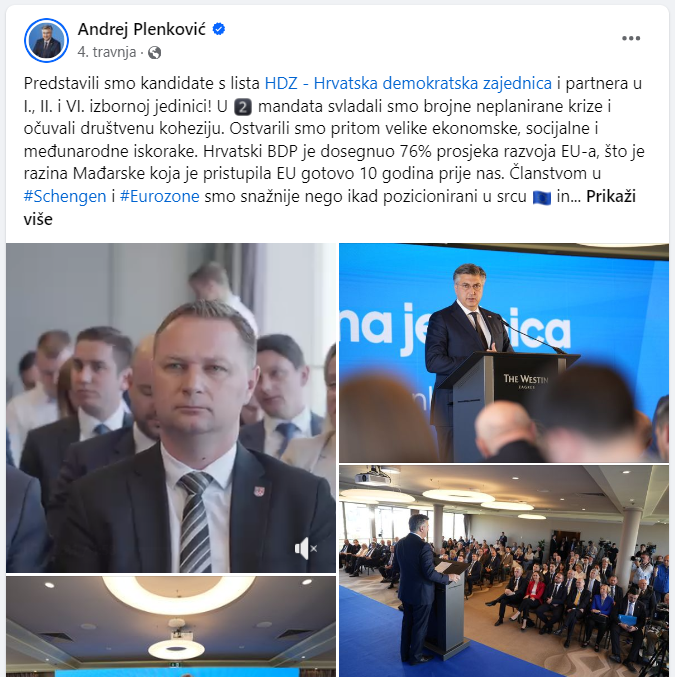 Andrej Plenković
4. travnja ·
Predstavili smo kandidate s lista HDZ - Hrvatska demokratska zajednica i partnera u
I., II. i VI. izbornoj jedinici! U 2 mandata svladali smo brojne neplanirane krize i
očuvali društvenu koheziju. Ostvarili smo pritom velike ekonomske, socijalne i
međunarodne iskorake. Hrvatski BDP je dosegnuo 76% prosjeka razvoja EU-a, što je
razina Mađarske koja je pristupila EU gotovo 10 godina prije nas. Članstvom u
#Schengen i #Eurozone smo snažnije nego ikad pozicionirani u srcu 🇪🇺 in... Prikaži
više
THE WESTIN
ZAGREB